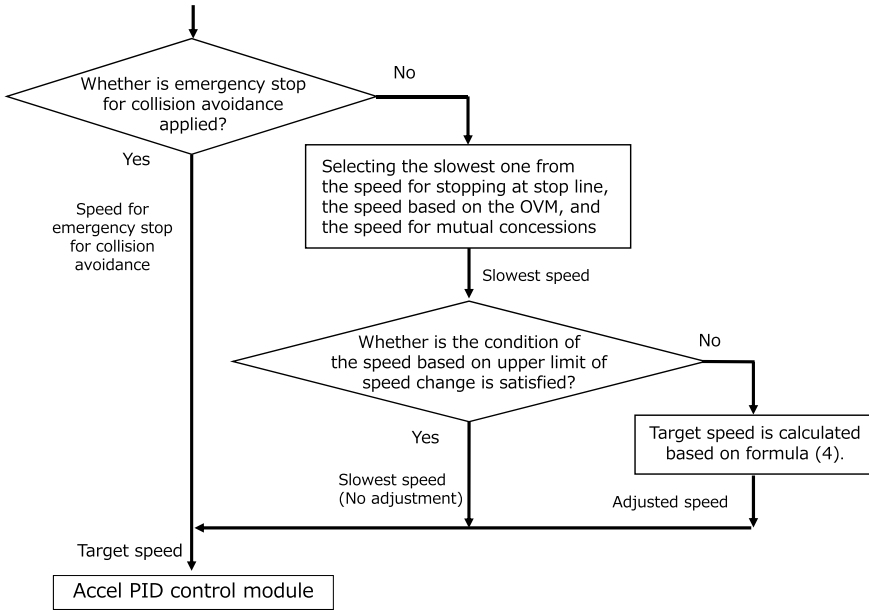 Whether is emergency stop
for collision avoidance
applied?
No
Yes
Selecting the slowest one from
the speed for stopping at stop line,
the speed based on the OVM, and
the speed for mutual concessions
Speed for
emergency stop
for collision
avoidance
Slowest speed
Whether is the condition of
the speed based on upper limit of
speed change is satisfied?
No
Yes
Target speed is calculated
based on formula (4).
Slowest speed
(No adjustment)
Adjusted speed
Target speed
Accel PID control module